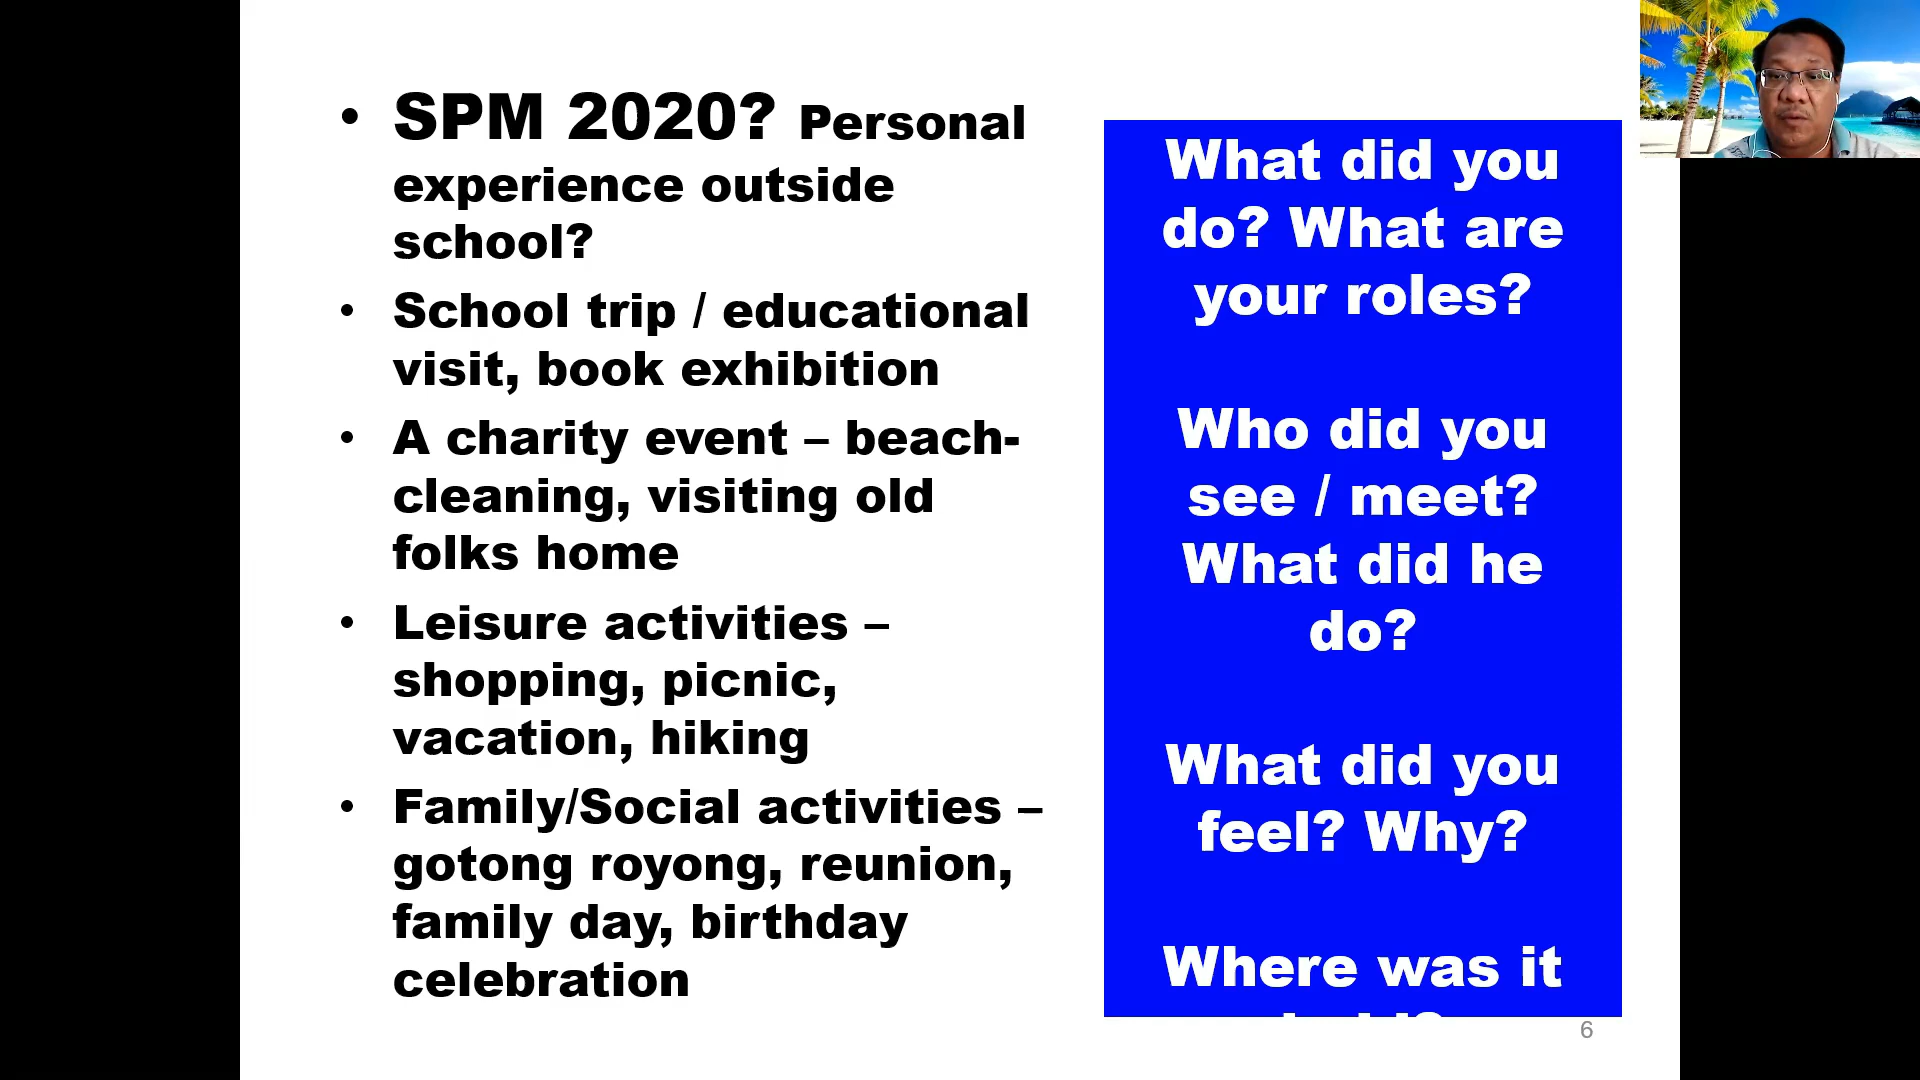 • SPM 2020? Personal
experience outside
school?
• School trip / educational
visit, book exhibition
• A charity event – beach-
cleaning, visiting old
folks home
• Leisure activities –
shopping, picnic,
vacation, hiking
• Family/Social activities –
gotong royong, reunion,
family day, birthday
celebration
What did you
do? What are
your roles?
Who did you
see / meet?
What did he
do?
What did you
feel? Why?
Where was it
6